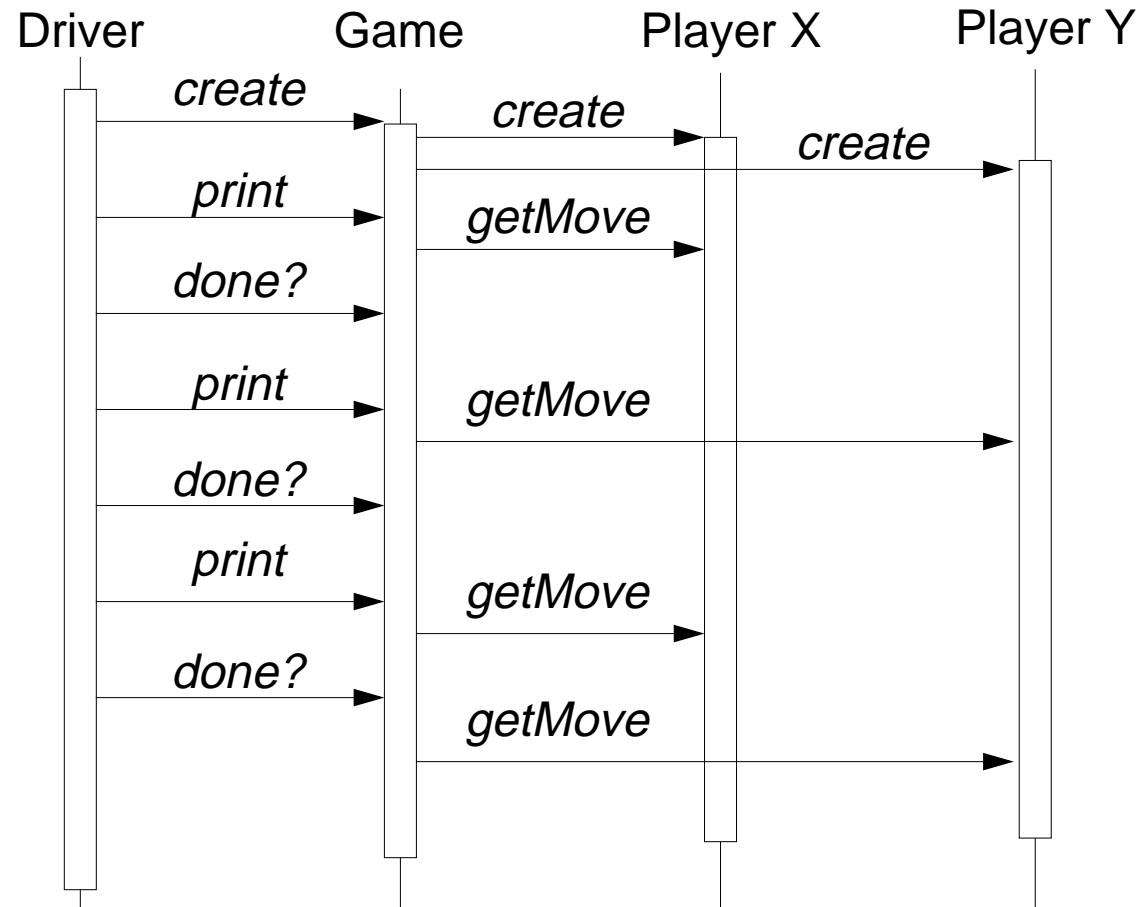 Driver
Game
Player X
Player Y
create
create
create
print
getMove
done?
print
getMove
done?
print
getMove
done?
getMove